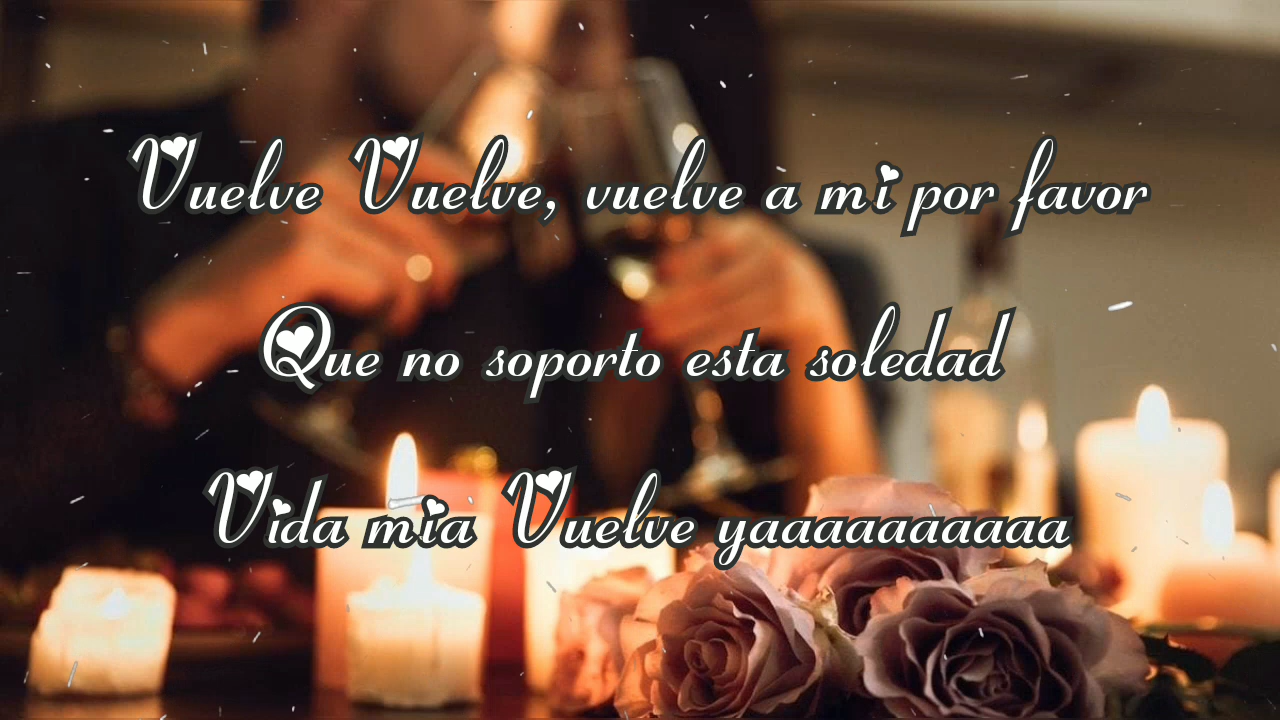 Vuelve Vuelve, vuelve a mi por favor
Que no soporto esta soledad
Vida mia Vuelve yaaaaaaaaaa